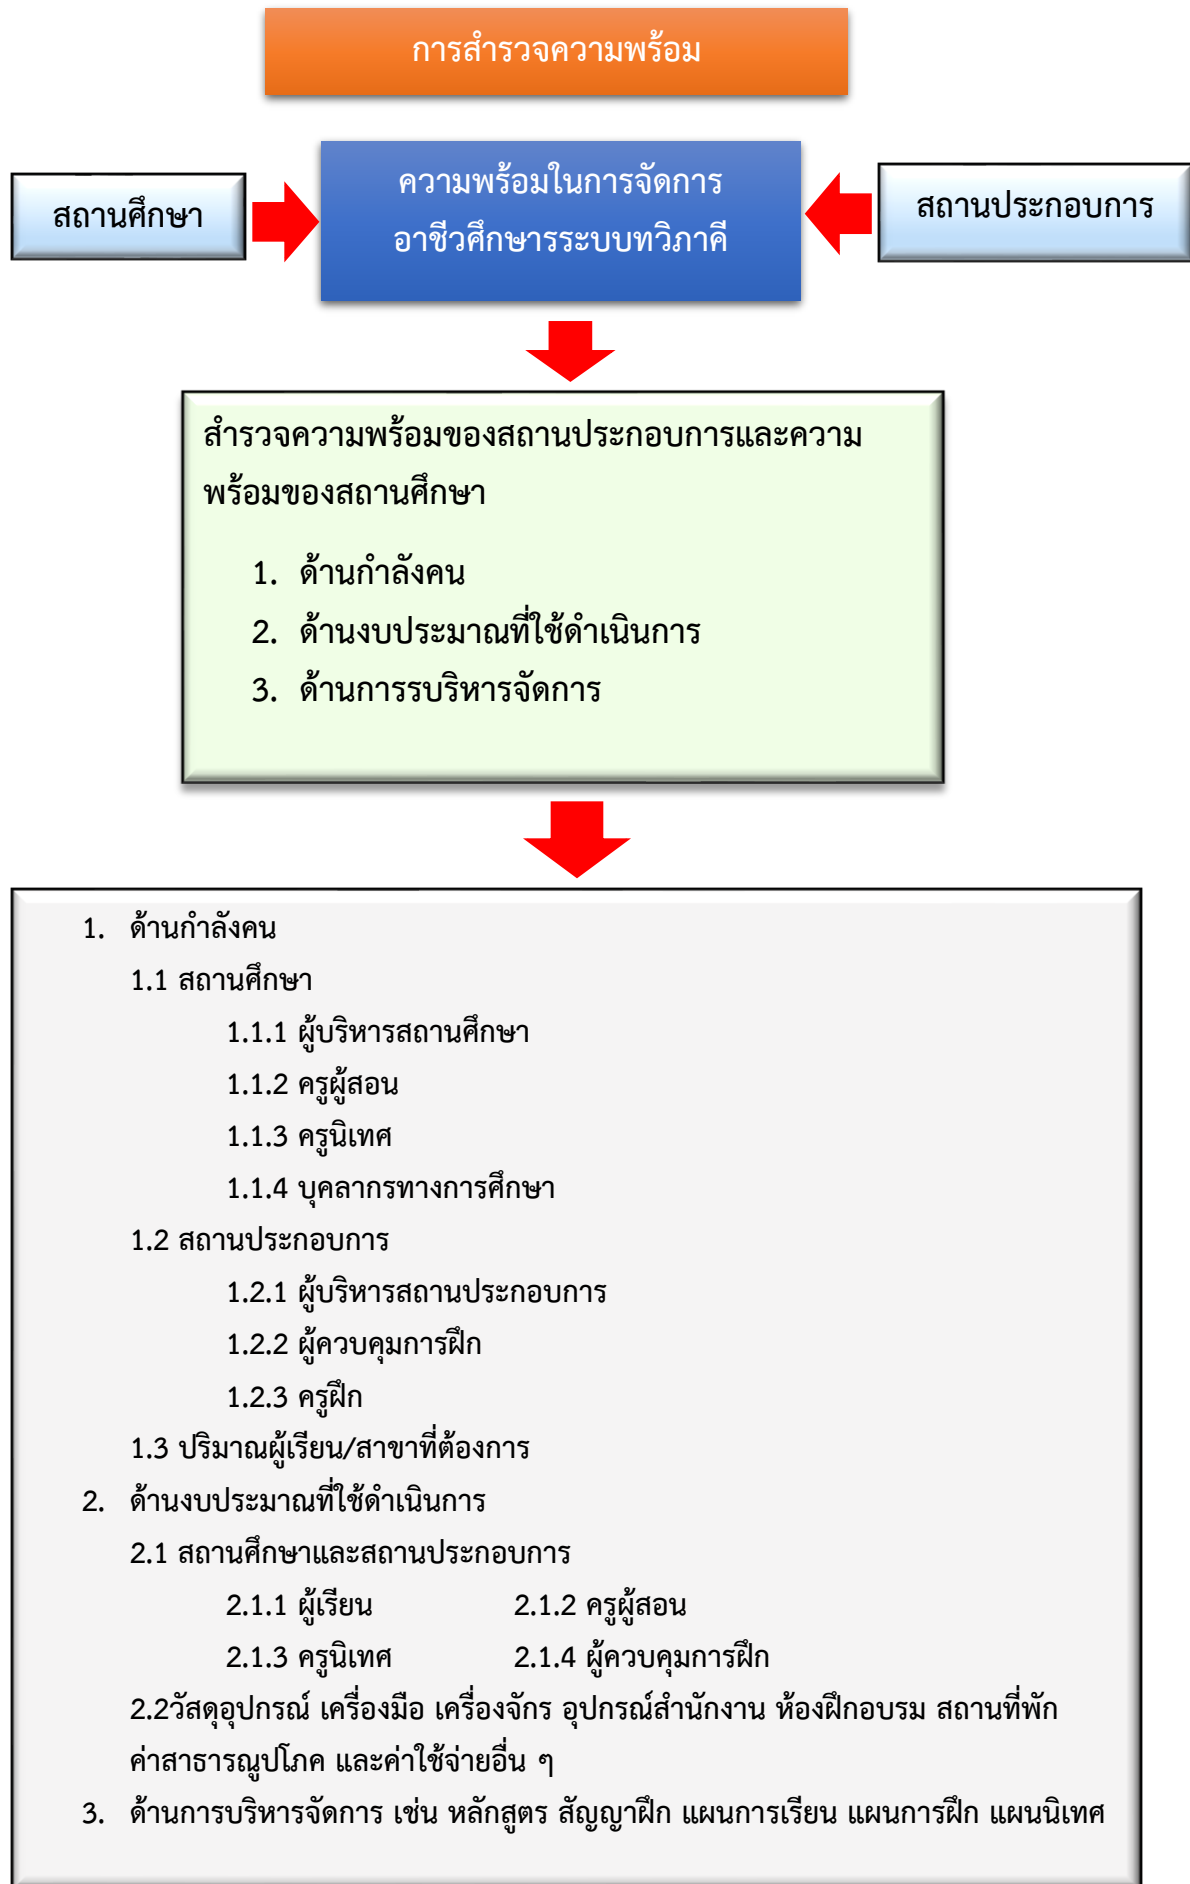 การสำรวจความพร้อม
สถานศึกษา
ความพร้อมในการจัดการ
อาชีวศึกษารระบบทวิภาคี
สถานประกอบการ
สำรวจความพร้อมของสถานประกอบการและความ
พร้อมของสถานศึกษา
1. ด้านกำลังคน
2. ด้านงบประมาณที่ใช้ดำเนินการ
3. ด้านการรบริหารจัดการ
1. ด้านกำลังคน
1.1 สถานศึกษา
1.1.1 ผู้บริหารสถานศึกษา
1.1.2 ครูผู้สอน
1.1.3 ครูนิเทศ
1.1.4 บุคลากรทางการศึกษา
1.2 สถานประกอบการ
1.2.1 ผู้บริหารสถานประกอบการ
1.2.2 ผู้ควบคุมการฝึก
1.2.3 ครูฝึก
1.3 ปริมาณผู้เรียน/สาขาที่ต้องการ
2. ด้านงบประมาณที่ใช้ดำเนินการ
2.1 สถานศึกษาและสถานประกอบการ
2.1.1 ผู้เรียน 2.1.2 ครูผู้สอน
2.1.3 ครูนิเทศ 2.1.4 ผู้ควบคุมการฝึก
2.2วัสดุอุปกรณ์ เครื่องมือ เครื่องจักร อุปกรณ์สำนักงาน ห้องฝึกอบรม สถานที่พัก
ค่าสาธารณูปโภค และค่าใช้จ่ายอื่น ๆ
3. ด้านการบริหารจัดการ เช่น หลักสูตร สัญญาฝึก แผนการเรียน แผนการฝึก แผนนิเทศ